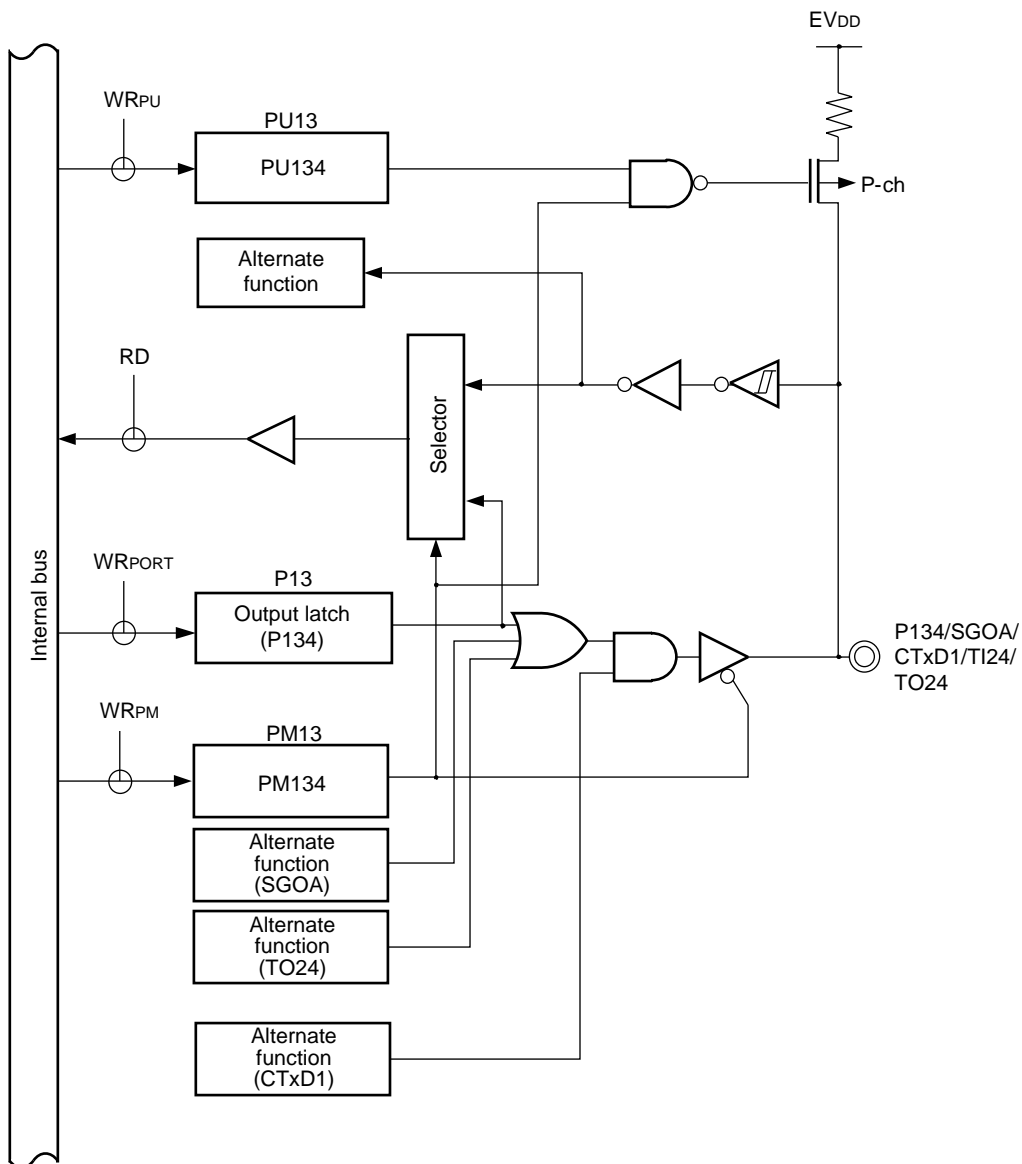 EVDD
WRPU
PU13
PU134
P-ch
Alternate
function
RD
Selector
Internal bus
WRPORT
P13
Output latch
(P134)
P134/SGOA/
CTxD1/TI24/
TO24
WRPM
PM13
PM134
Alternate
function
(SGOA)
Alternate
function
(TO24)
Alternate
function
(CTxD1)